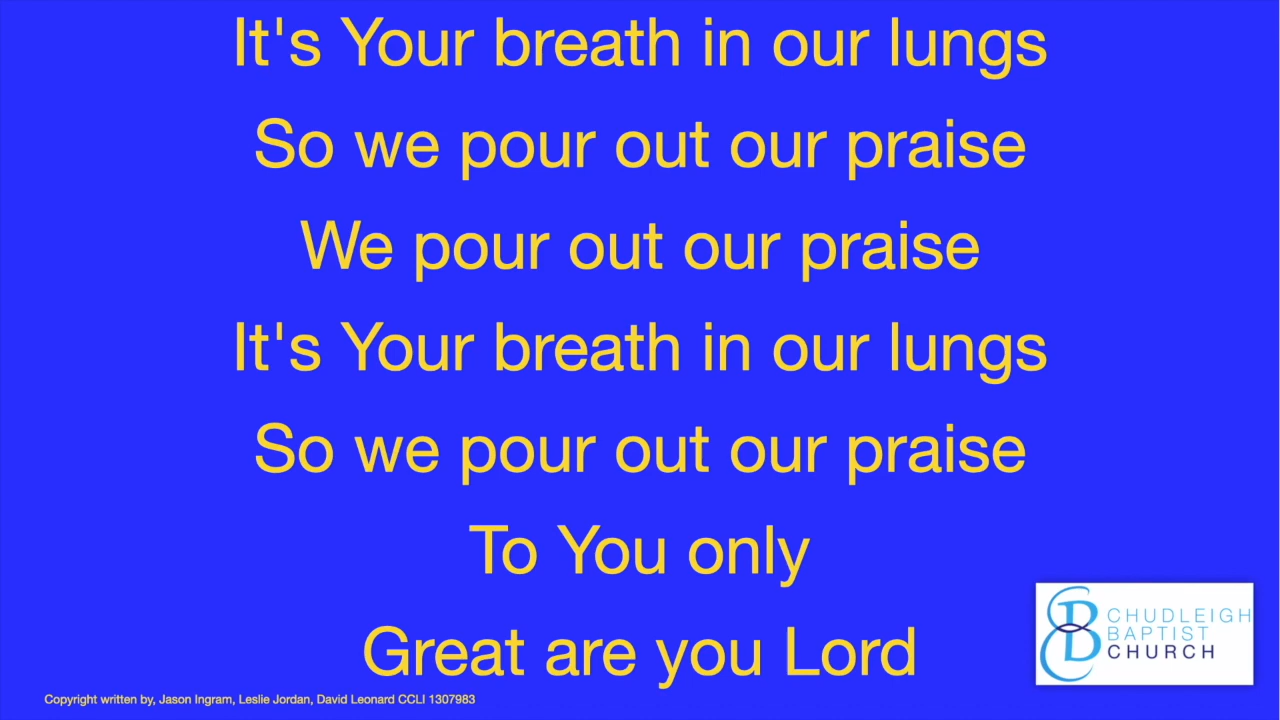 It's Your breath in our lungs
So we pour out our praise
We pour out our praise
It's Your breath in our lungs
So we pour out our praise
To You only
Great are you Lord
CHUDLEIGH
BAPTIST
CHURCH
Copyright written by, Jason Ingram, Leslie Jordan, David Leonard CCLI 1307983